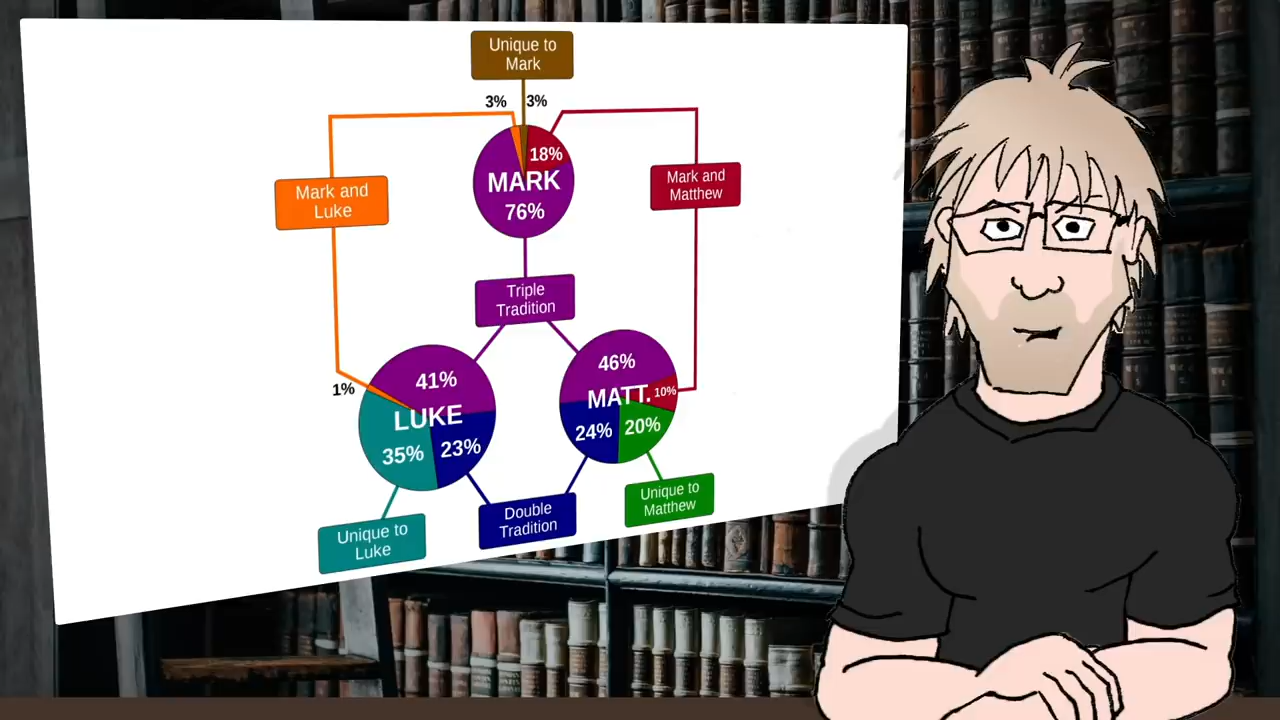 Unique to
Mark
3%
3%
18%
MARK
76%
Mark and
Luke
Mark and
Matthew
Triple
Tradition
41%
1%
LUKE
35%
23%
46%
MATT.
10%
24%
20%
Unique to
Luke
Double
Tradition
Unique to
Matthew